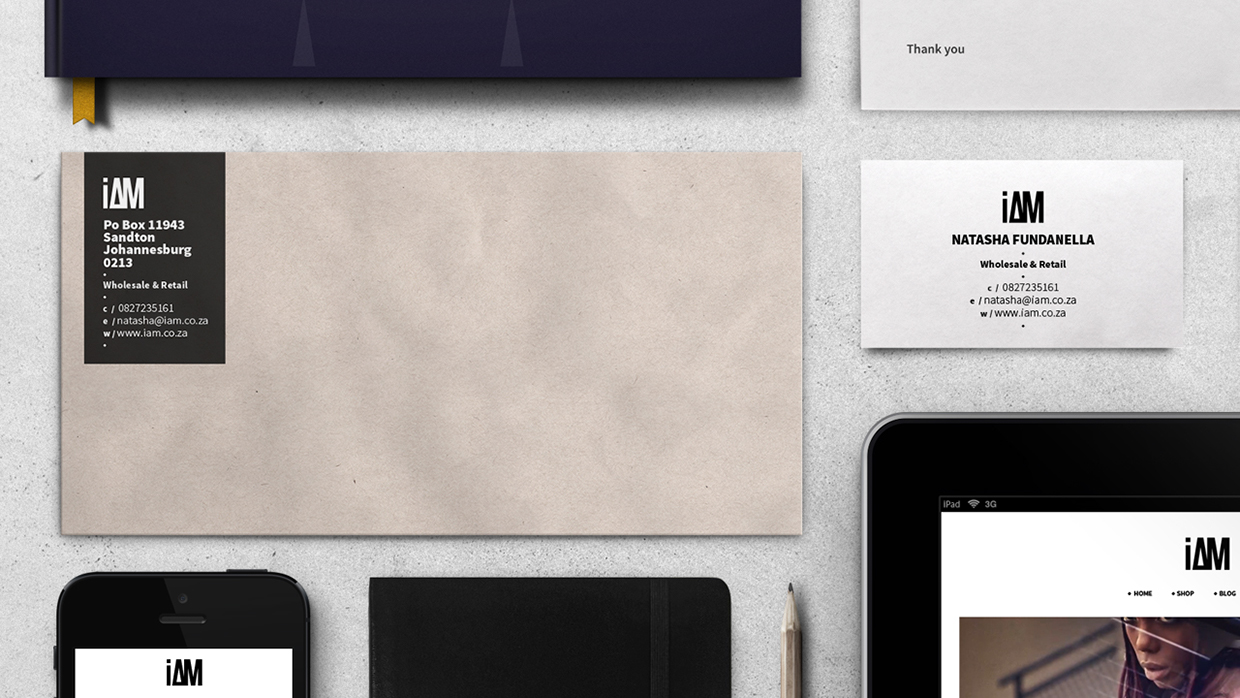 Thank you
iAM
Po Box 11943
Sandton
Johannesburg
0213
Wholesale & Retail
c / 0827235161
e / natasha@iam.co.za
w / www.iam.co.za
iAM
NATASHA FUNDANELLA
Wholesale & Retail
c / 0827235161
e / natasha@iam.co.za
w / www.iam.co.za
iPad 3G
iAM
• HOME • SHOP • BLOG
iAM